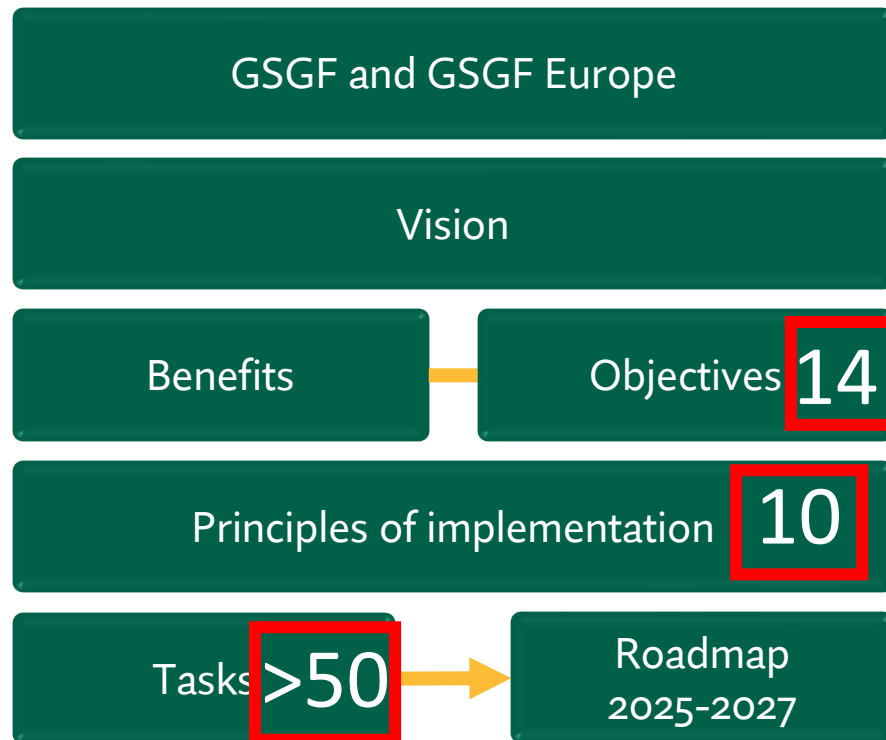 GSGF and GSGF Europe
Vision
Benefits
Objectives 14
Principles of implementation 10
Tasks >50
Roadmap
2025-2027